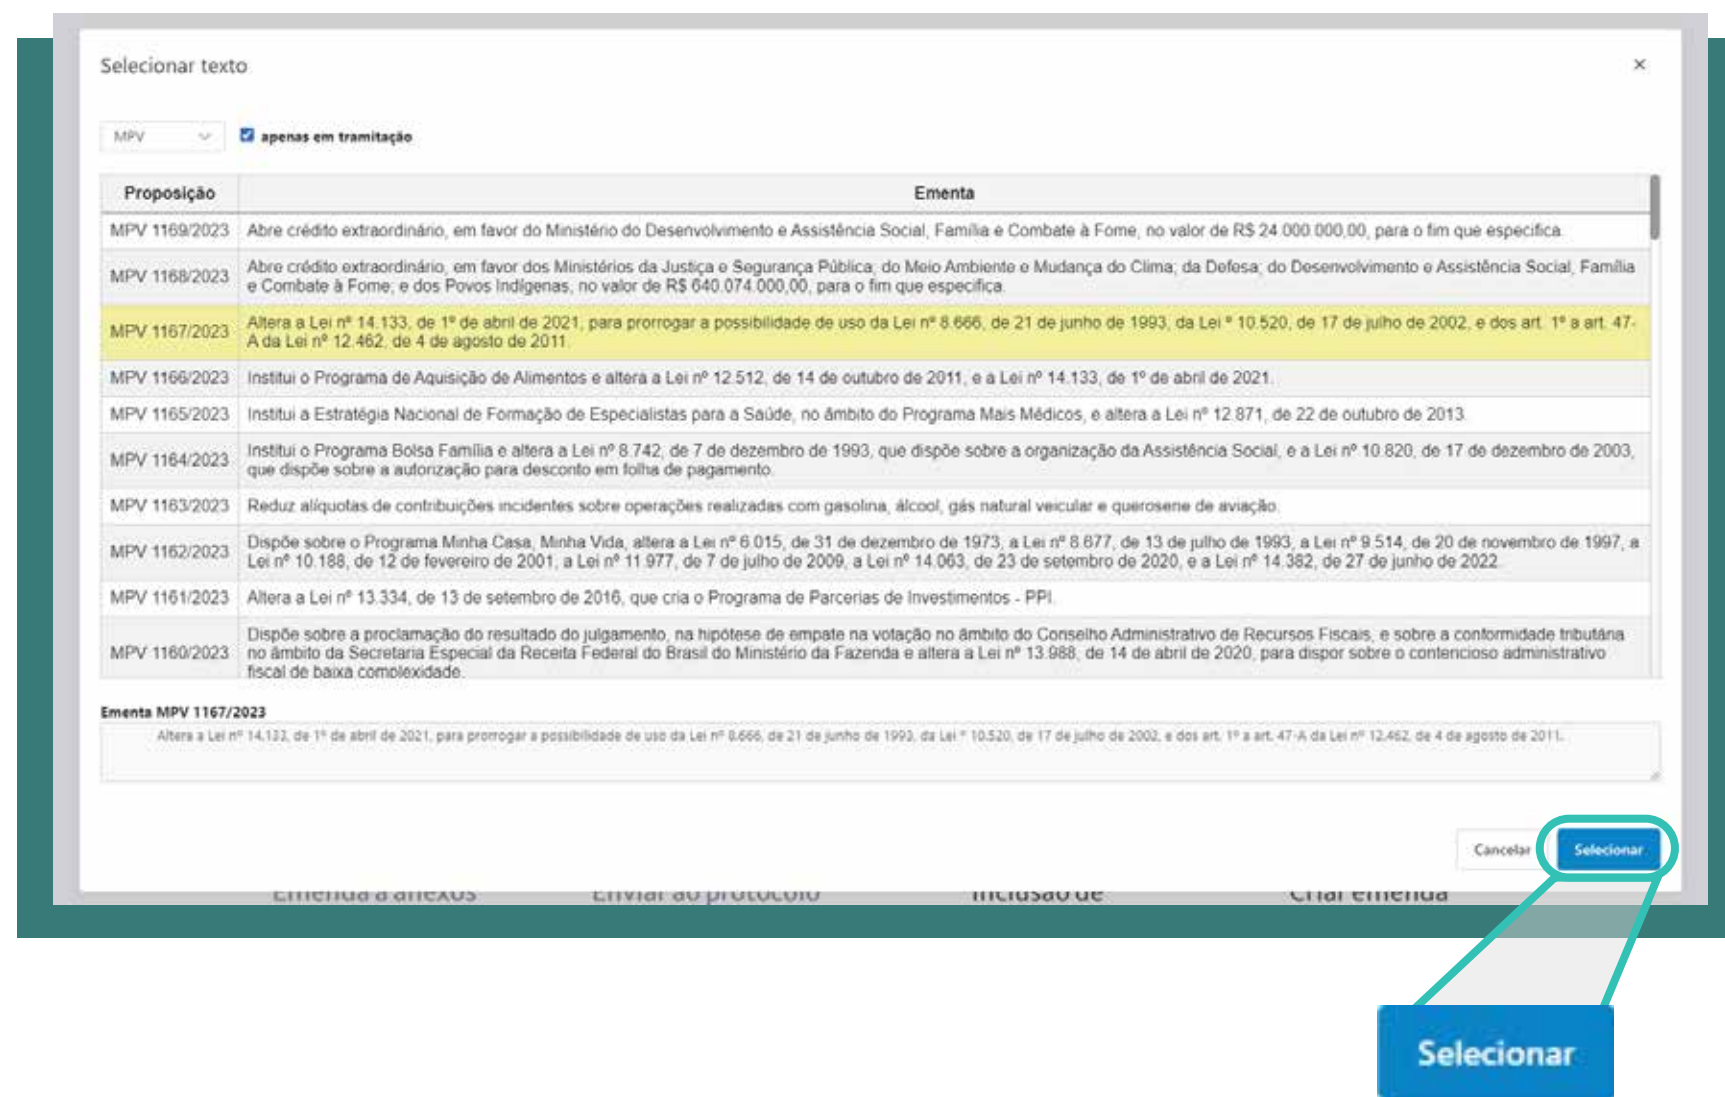 Selecionar texto
×
MPV
apenas em tramitação
Proposição Ementa
MPV 1169/2023 Abre crédito extraordinário, em favor do Ministério do Desenvolvimento e Assistência Social, Família e Combate à Fome, no valor de R$ 24.000.000,00, para o fim que especifica.
MPV 1168/2023 Abre crédito extraordinário, em favor dos Ministérios da Justiça e Segurança Pública; do Meio Ambiente e Mudança do Clima; da Defesa; do Desenvolvimento e Assistência Social, Família
e Combate à Fome; e dos Povos Indígenas, no valor de R$ 640.074.000,00, para o fim que especifica.
MPV 1167/2023 Altera a Lei nº 14.133, de 1º de abril de 2021, para prorrogar a possibilidade de uso da Lei nº 8.666, de 21 de junho de 1993, da Lei º 10.520, de 17 de julho de 2002, e dos art. 1º a art. 47-
A da Lei nº 12.462, de 4 de agosto de 2011.
MPV 1166/2023 Institui o Programa de Aquisição de Alimentos e altera a Lei nº 12.512, de 14 de outubro de 2011, e a Lei nº 14.133, de 1º de abril de 2021.
MPV 1165/2023 Institui a Estratégia Nacional de Formação de Especialistas para a Saúde, no âmbito do Programa Mais Médicos, e altera a Lei nº 12.871, de 22 de outubro de 2013.
MPV 1164/2023 Institui o Programa Bolsa Família e altera a Lei nº 8.742, de 7 de dezembro de 1993, que dispõe sobre a organização da Assistência Social, e a Lei nº 10.820, de 17 de dezembro de 2003,
que dispõe sobre a autorização para desconto em folha de pagamento.
MPV 1163/2023 Reduz alíquotas de contribuições incidentes sobre operações realizadas com gasolina, álcool, gás natural veicular e querosene de aviação.
MPV 1162/2023 Dispõe sobre o Programa Minha Casa, Minha Vida, altera a Lei nº 6.015, de 31 de dezembro de 1973, a Lei nº 8.677, de 13 de julho de 1993, a Lei nº 9.514, de 20 de novembro de 1997, a
Lei nº 10.188, de 12 de fevereiro de 2001, a Lei nº 11.977, de 7 de julho de 2009, a Lei nº 14.063, de 23 de setembro de 2020, e a Lei nº 14.382, de 27 de junho de 2022.
MPV 1161/2023 Altera a Lei nº 13.334, de 13 de setembro de 2016, que cria o Programa de Parcerias de Investimentos - PPI.
MPV 1160/2023 Dispõe sobre a proclamação do resultado do julgamento, na hipótese de empate na votação no âmbito do Conselho Administrativo de Recursos Fiscais, e sobre a conformidade tributária
no âmbito da Secretaria Especial da Receita Federal do Brasil do Ministério da Fazenda e altera a Lei nº 13.988, de 14 de abril de 2020, para dispor sobre o contencioso administrativo
fiscal de baixa complexidade.
Ementa MPV 1167/2023
Altera a Lei nº 14.133, de 1º de abril de 2021, para prorrogar a possibilidade de uso da Lei nº 8.666, de 21 de junho de 1993, da Lei º 10.520, de 17 de julho de 2002, e dos art. 1º a art. 47-A da Lei nº 12.462, de 4 de agosto de 2011.
Cancelar Selecionar
Emenda a anexos Enviar ao protocolo Inclusão de Criar emenda
Selecionar